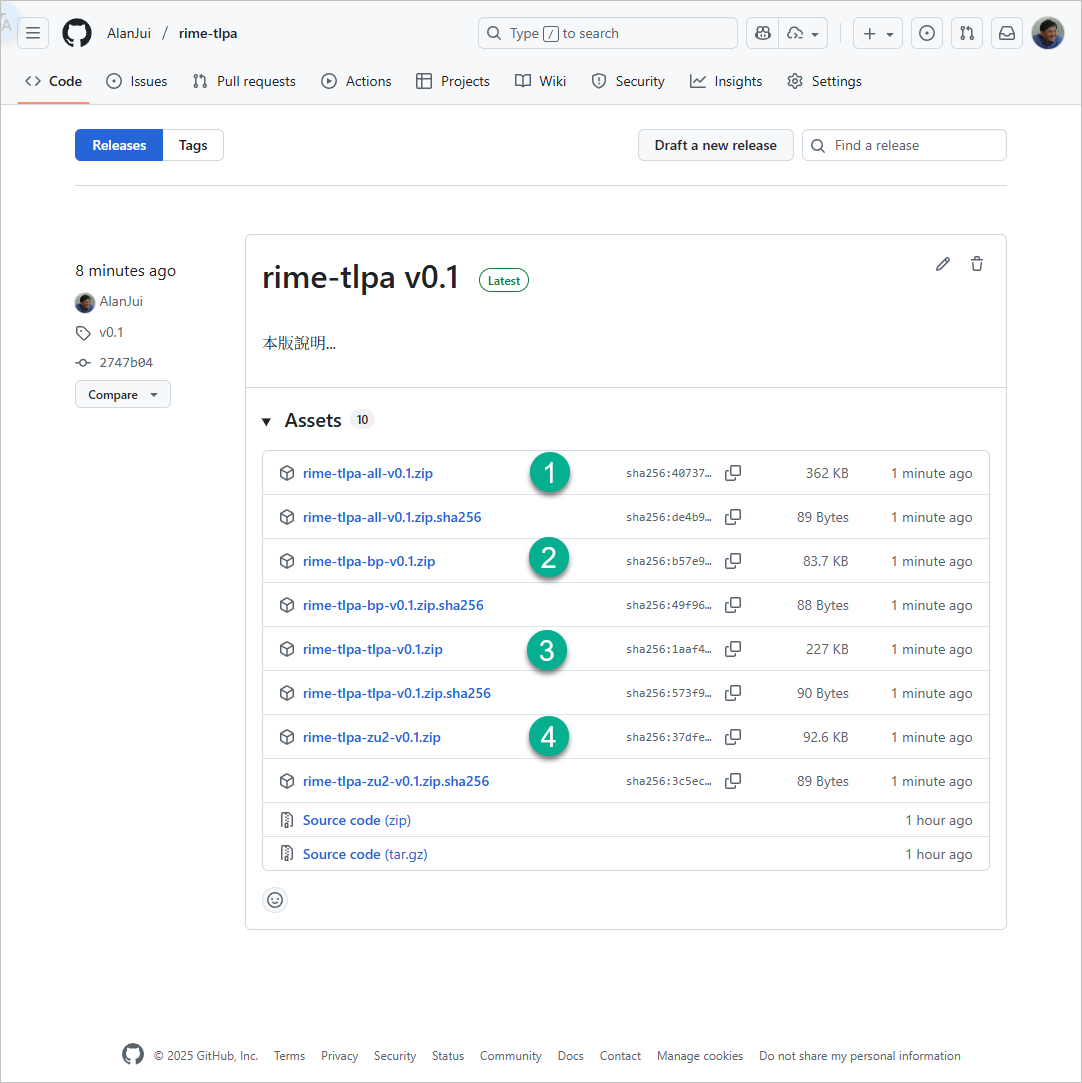 AlanJui / rime-tlpa
Type / to search
Code Issues Pull requests Actions Projects Wiki Security Insights Settings
Releases Tags
Draft a new release
Find a release
8 minutes ago
AlanJui
v0.1
2747b04
Compare
rime-tlpa v0.1 Latest
本版說明...
Assets 10
rime-tlpa-all-v0.1.zip 1 sha256:40737... 362 KB 1 minute ago
rime-tlpa-all-v0.1.zip.sha256 sha256:de4b9... 89 Bytes 1 minute ago
rime-tlpa-bp-v0.1.zip 2 sha256:b57e9... 83.7 KB 1 minute ago
rime-tlpa-bp-v0.1.zip.sha256 sha256:49f96... 88 Bytes 1 minute ago
rime-tlpa-tlpa-v0.1.zip 3 sha256:1aaf4... 227 KB 1 minute ago
rime-tlpa-tlpa-v0.1.zip.sha256 sha256:573f9... 90 Bytes 1 minute ago
rime-tlpa-zu2-v0.1.zip 4 sha256:37dfe... 92.6 KB 1 minute ago
rime-tlpa-zu2-v0.1.zip.sha256 sha256:3c5ec... 89 Bytes 1 minute ago
Source code (zip) 1 hour ago
Source code (tar.gz) 1 hour ago
© 2025 GitHub, Inc. Terms Privacy Security Status Community Docs Contact Manage cookies Do not share my personal information